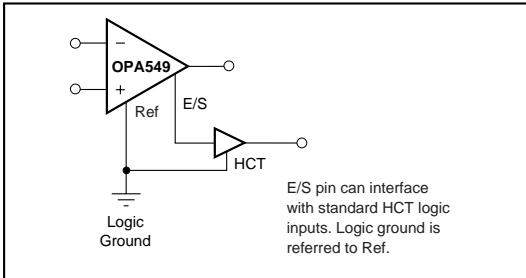 −
OPA549
+
Ref
E/S
HCT
Logic
Ground
E/S pin can interface
with standard HCT logic
inputs. Logic ground is
referred to Ref.